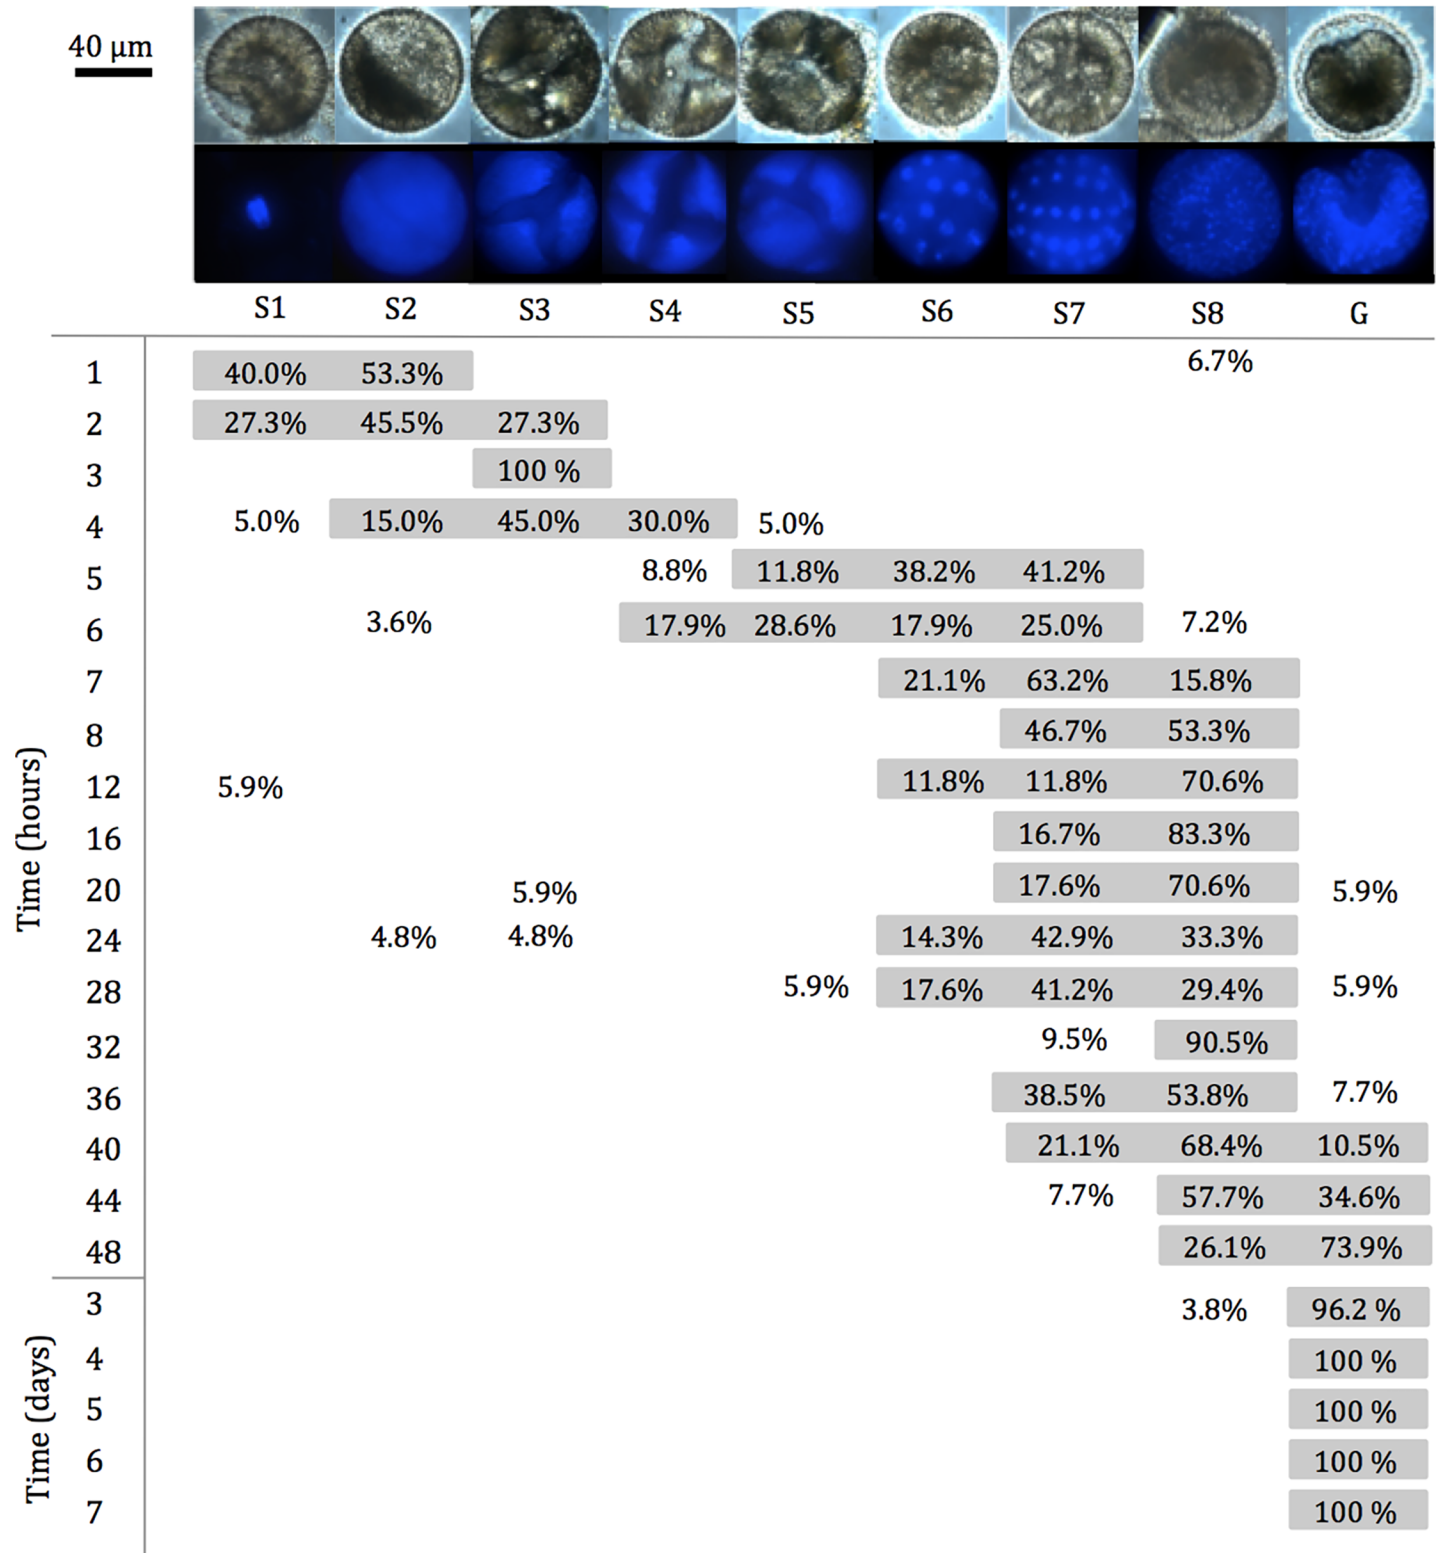 40 µm
S1 S2 S3 S4 S5 S6 S7 S8 G
Time (hours)
1 40.0% 53.3% 6.7%
2 27.3% 45.5% 27.3%
3 100 %
4 5.0% 15.0% 45.0% 30.0% 5.0%
5 8.8% 11.8% 38.2% 41.2%
6 3.6% 17.9% 28.6% 17.9% 25.0% 7.2%
7 21.1% 63.2% 15.8%
8 46.7% 53.3%
12 5.9% 11.8% 11.8% 70.6%
16 16.7% 83.3%
20 5.9% 17.6% 70.6% 5.9%
24 4.8% 4.8% 14.3% 42.9% 33.3%
28 5.9% 17.6% 41.2% 29.4% 5.9%
32 9.5% 90.5%
36 38.5% 53.8% 7.7%
40 21.1% 68.4% 10.5%
44 7.7% 57.7% 34.6%
48 26.1% 73.9%
Time (days)
3 3.8% 96.2 %
4 100 %
5 100 %
6 100 %
7 100 %